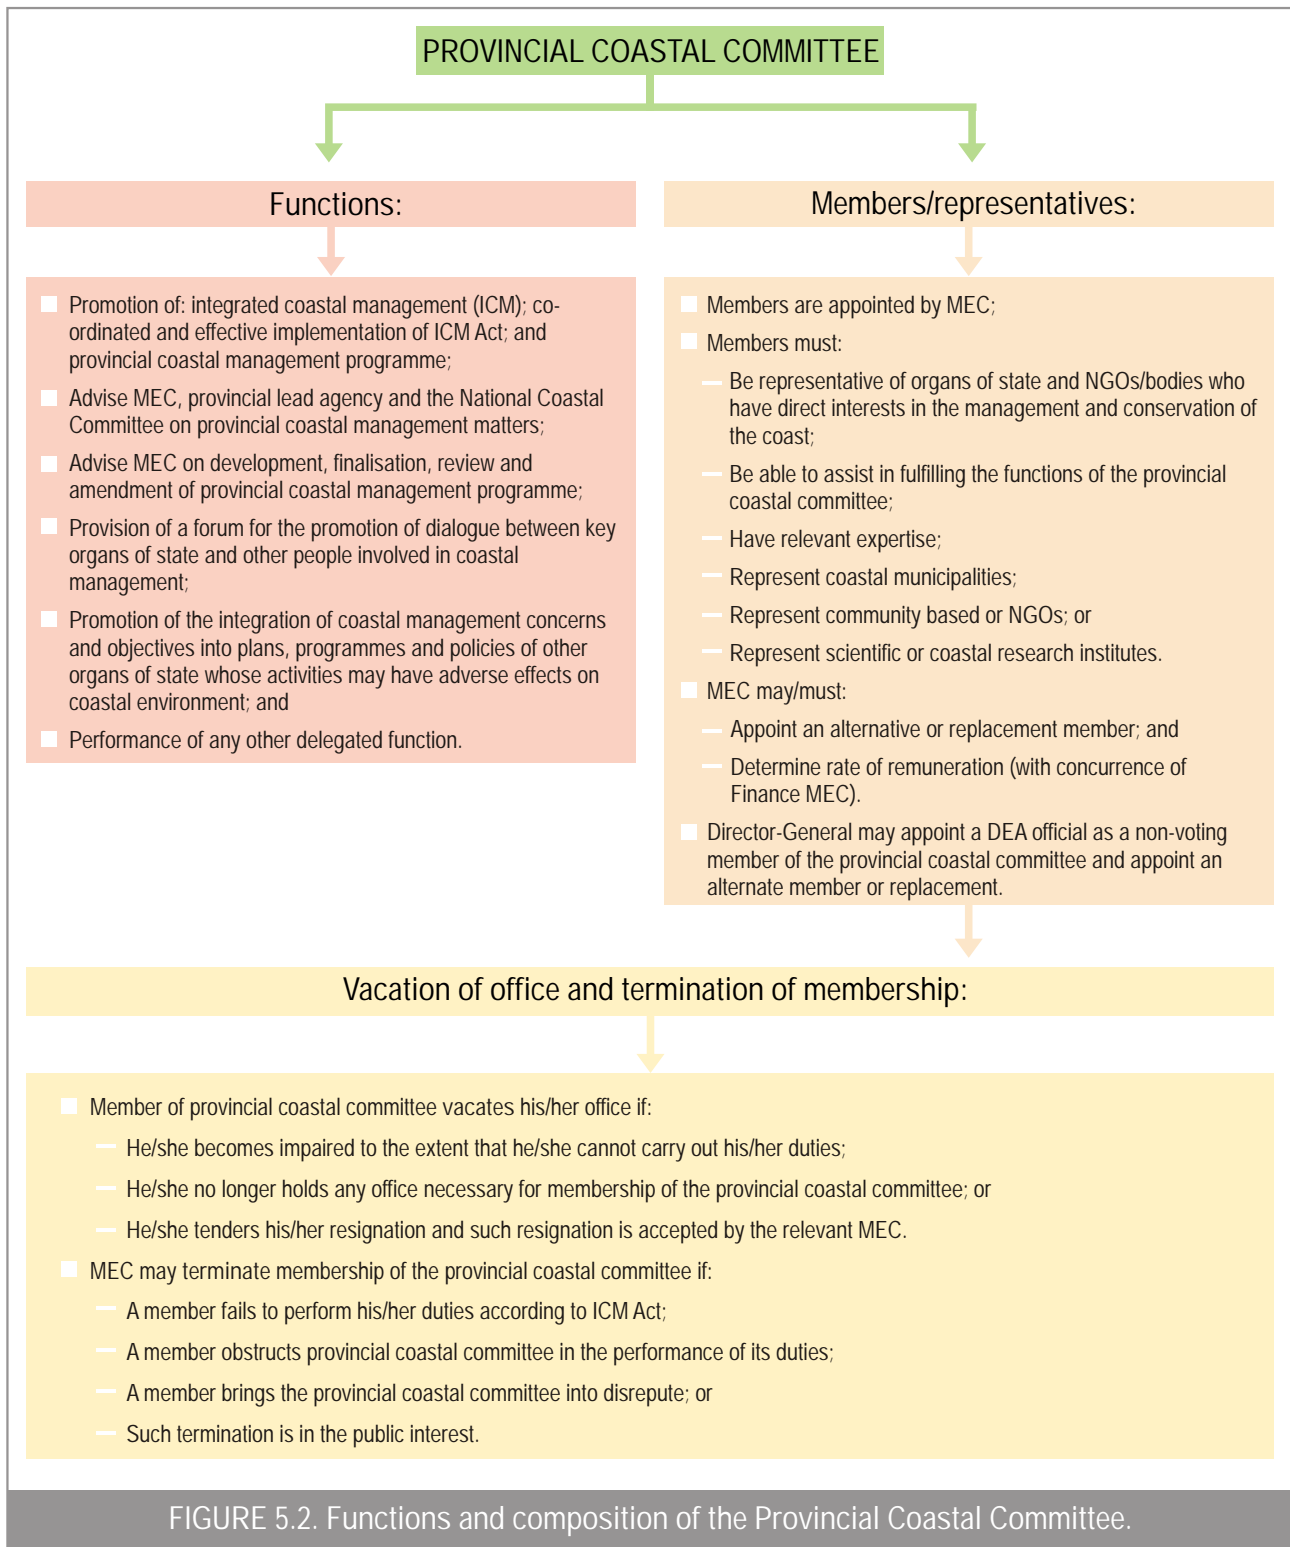 PROVINCIAL COASTAL COMMITTEE
Functions:
Promotion of: integrated coastal management (ICM); co-
ordinated and effective implementation of ICM Act; and
provincial coastal management programme;
Advise MEC, provincial lead agency and the National Coastal
Committee on provincial coastal management matters;
Advise MEC on development, finalisation, review and
amendment of provincial coastal management programme;
Provision of a forum for the promotion of dialogue between key
organs of state and other people involved in coastal
management;
Promotion of the integration of coastal management concerns
and objectives into plans, programmes and policies of other
organs of state whose activities may have adverse effects on
coastal environment; and
Performance of any other delegated function.
Members/representatives:
Members are appointed by MEC;
Members must:
— Be representative of organs of state and NGOs/bodies who
have direct interests in the management and conservation of
the coast;
— Be able to assist in fulfilling the functions of the provincial
coastal committee;
— Have relevant expertise;
— Represent coastal municipalities;
— Represent community based or NGOs; or
— Represent scientific or coastal research institutes.
MEC may/must:
— Appoint an alternative or replacement member; and
— Determine rate of remuneration (with concurrence of
Finance MEC).
Director-General may appoint a DEA official as a non-voting
member of the provincial coastal committee and appoint an
alternate member or replacement.
Vacation of office and termination of membership:
Member of provincial coastal committee vacates his/her office if:
— He/she becomes impaired to the extent that he/she cannot carry out his/her duties;
— He/she no longer holds any office necessary for membership of the provincial coastal committee; or
— He/she tenders his/her resignation and such resignation is accepted by the relevant MEC.
MEC may terminate membership of the provincial coastal committee if:
— A member fails to perform his/her duties according to ICM Act;
— A member obstructs provincial coastal committee in the performance of its duties;
— A member brings the provincial coastal committee into disrepute; or
— Such termination is in the public interest.
FIGURE 5.2. Functions and composition of the Provincial Coastal Committee.